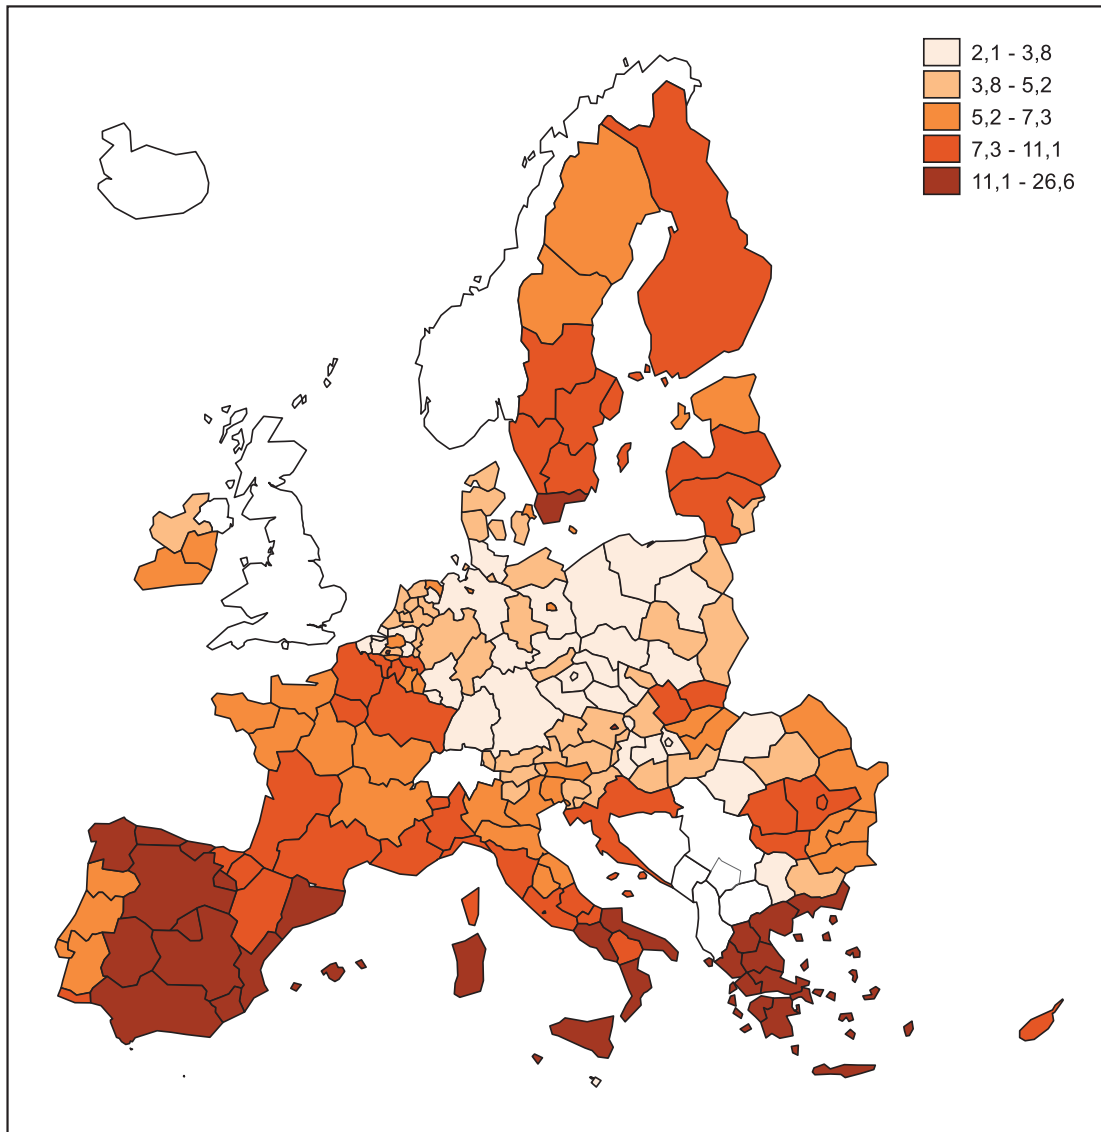 2,1 - 3,8
3,8 - 5,2
5,2 - 7,3
7,3 - 11,1
11,1 - 26,6